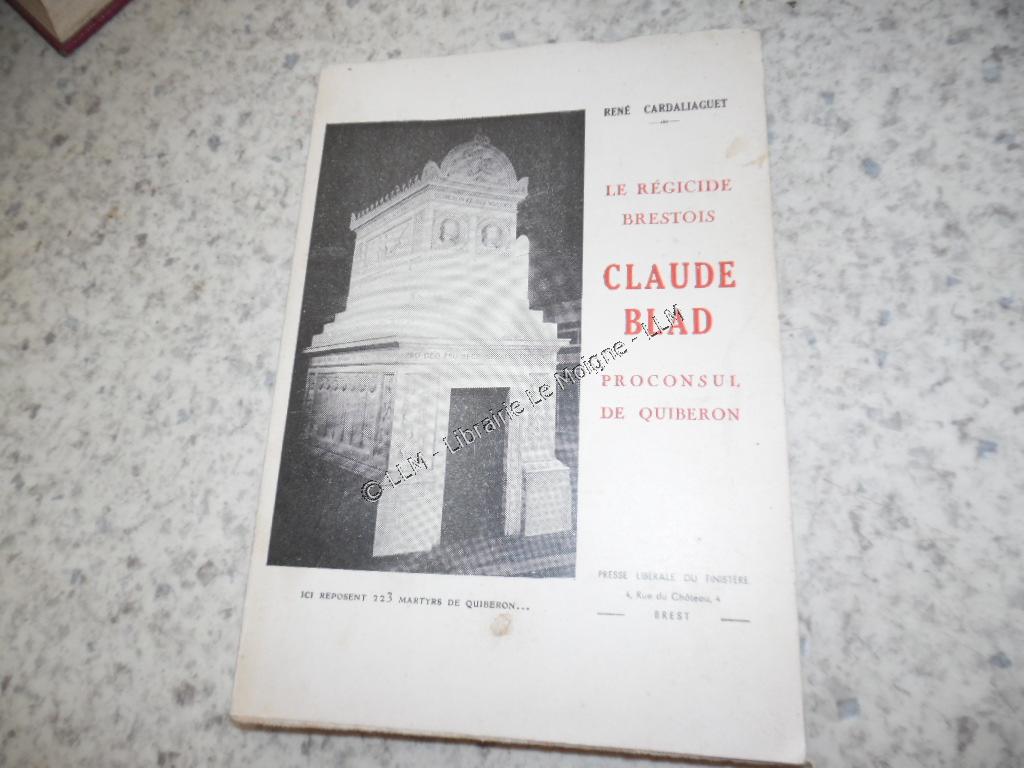 RENÉ CARDALIAGUET
LE RÉGICIDE
BRESTOIS
CLAUDE
BLAD
PROCONSUL
DE QUIBERON
© LLM - Librairie Le Moigne - LLM
PRESSE LIBÉRALE DU FINISTÈRE
4, Rue du Château, 4
BREST
ICI REPOSENT 223 MARTYRS DE QUIBERON...